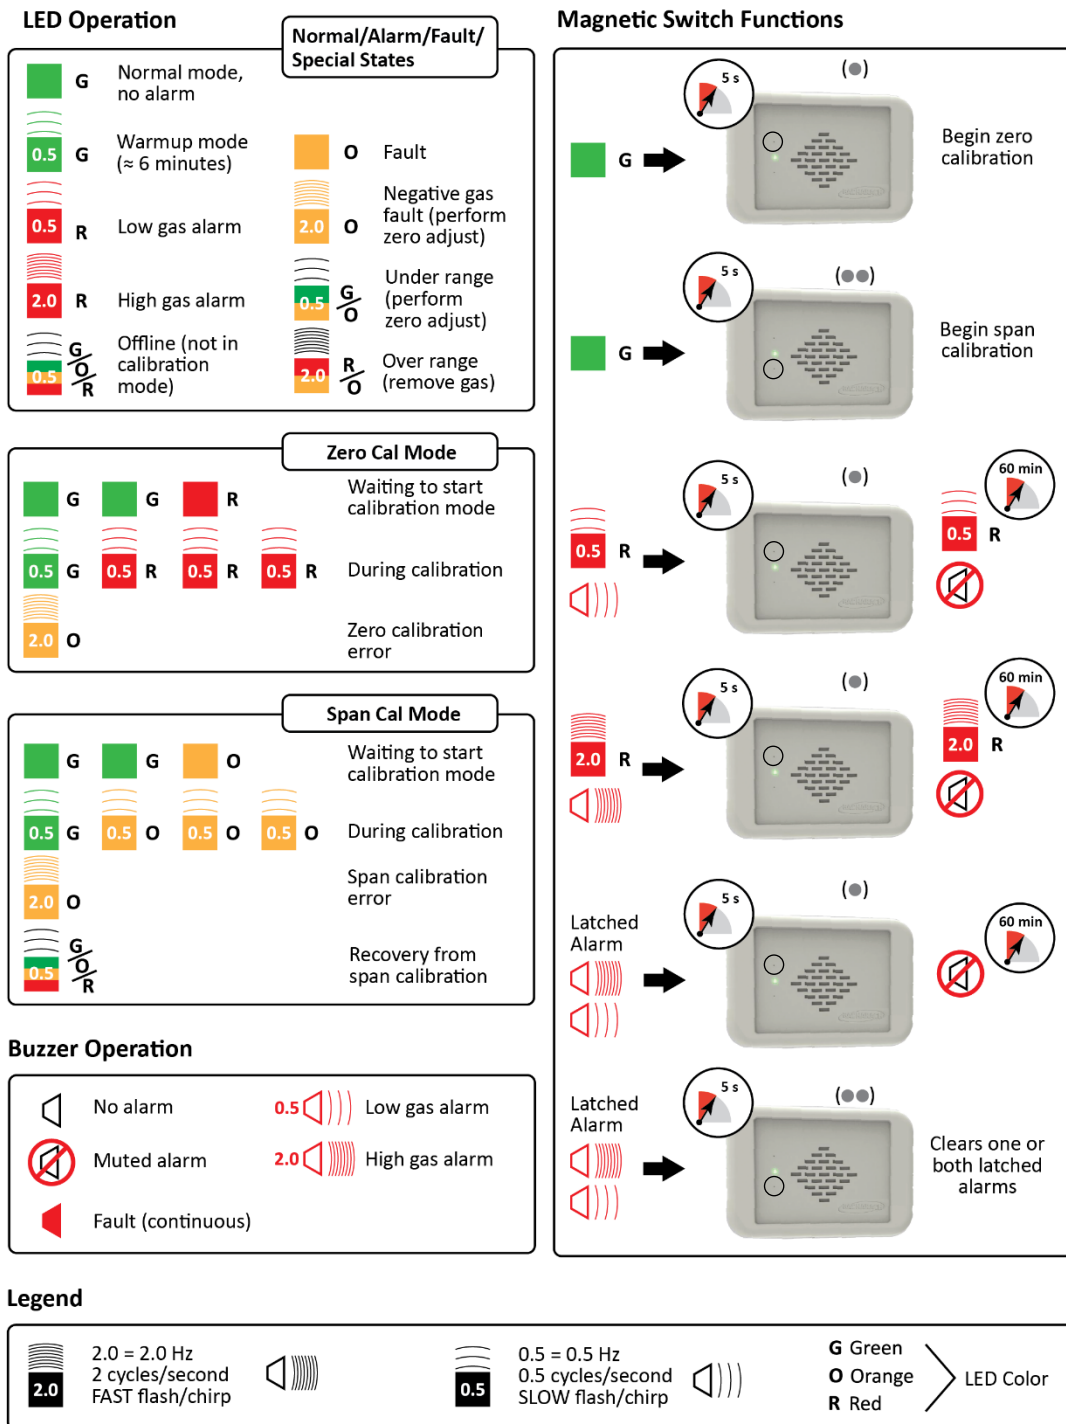 LED Operation
Normal/Alarm/Fault/
Special States
G
Normal mode,
no alarm
0.5
G
Warmup mode
(≈ 6 minutes)
0.5
R
Low gas alarm
2.0
R
High gas alarm
0.5
G/O/R
Offline (not in
calibration
mode)
O
Fault
2.0
O
Negative gas
fault (perform
zero adjust)
0.5
G/O
Under range
(perform
zero adjust)
2.0
R/O
Over range
(remove gas)
Zero Cal Mode
G G R
Waiting to start
calibration mode
0.5 G 0.5 R 0.5 R 0.5 R
During calibration
2.0 O
Zero calibration
error
Span Cal Mode
G G O
Waiting to start
calibration mode
0.5 G 0.5 O 0.5 O 0.5 O
During calibration
2.0 O
Span calibration
error
0.5
G/O/R
Recovery from
span calibration
Buzzer Operation
No alarm
Muted alarm
Fault (continuous)
0.5 Low gas alarm
2.0 High gas alarm
Magnetic Switch Functions
G
5 s
Begin zero
calibration
G
5 s
Begin span
calibration
0.5 R
5 s
60 min
0.5 R
2.0 R
5 s
60 min
2.0 R
Latched
Alarm
5 s
60 min
Latched
Alarm
5 s
Clears one or
both latched
alarms
Legend
2.0
2.0 = 2.0 Hz
2 cycles/second
FAST flash/chirp
0.5
0.5 = 0.5 Hz
0.5 cycles/second
SLOW flash/chirp
G Green
O Orange
R Red
LED Color